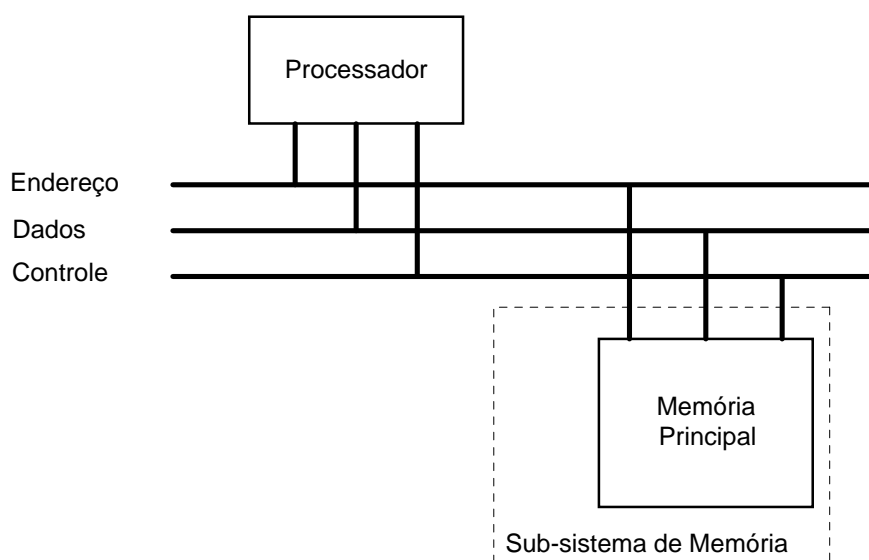 Processador
Endereço
Dados
Controle
Memória
Principal
Sub-sistema de Memória